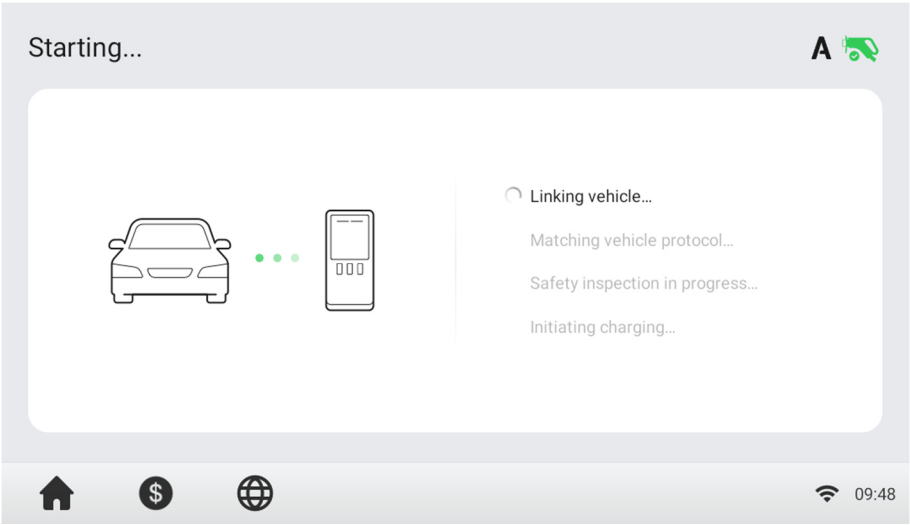 Starting...
A
Linking vehicle...
Matching vehicle protocol...
Safety inspection in progress...
Initiating charging...
$
09:48